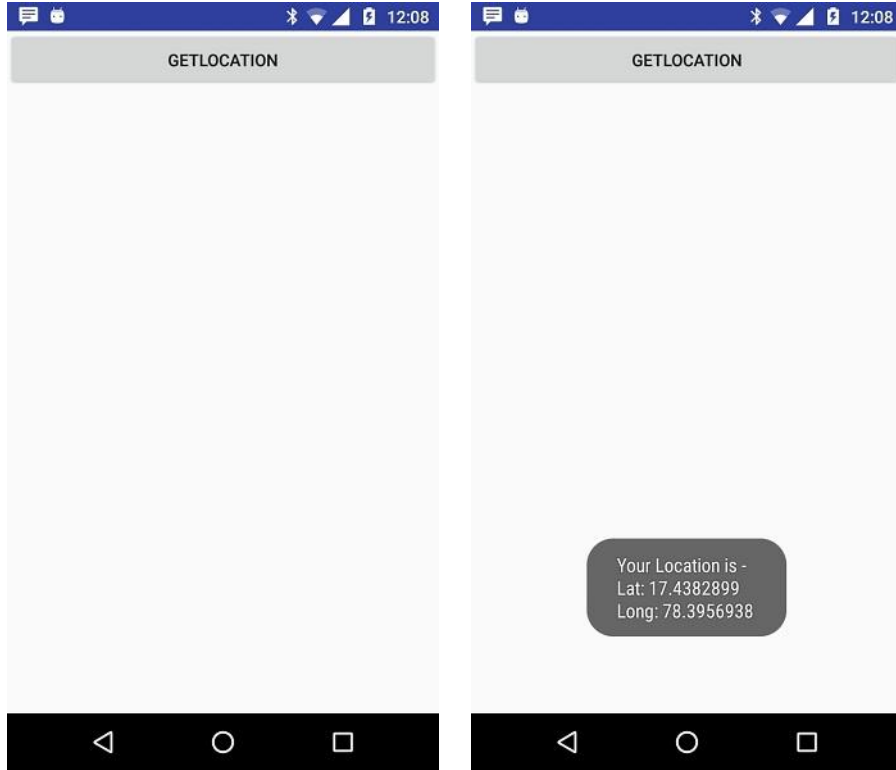 12:08
GETLOCATION
12:08
GETLOCATION
Your Location is -
Lat: 17.4382899
Long: 78.3956938